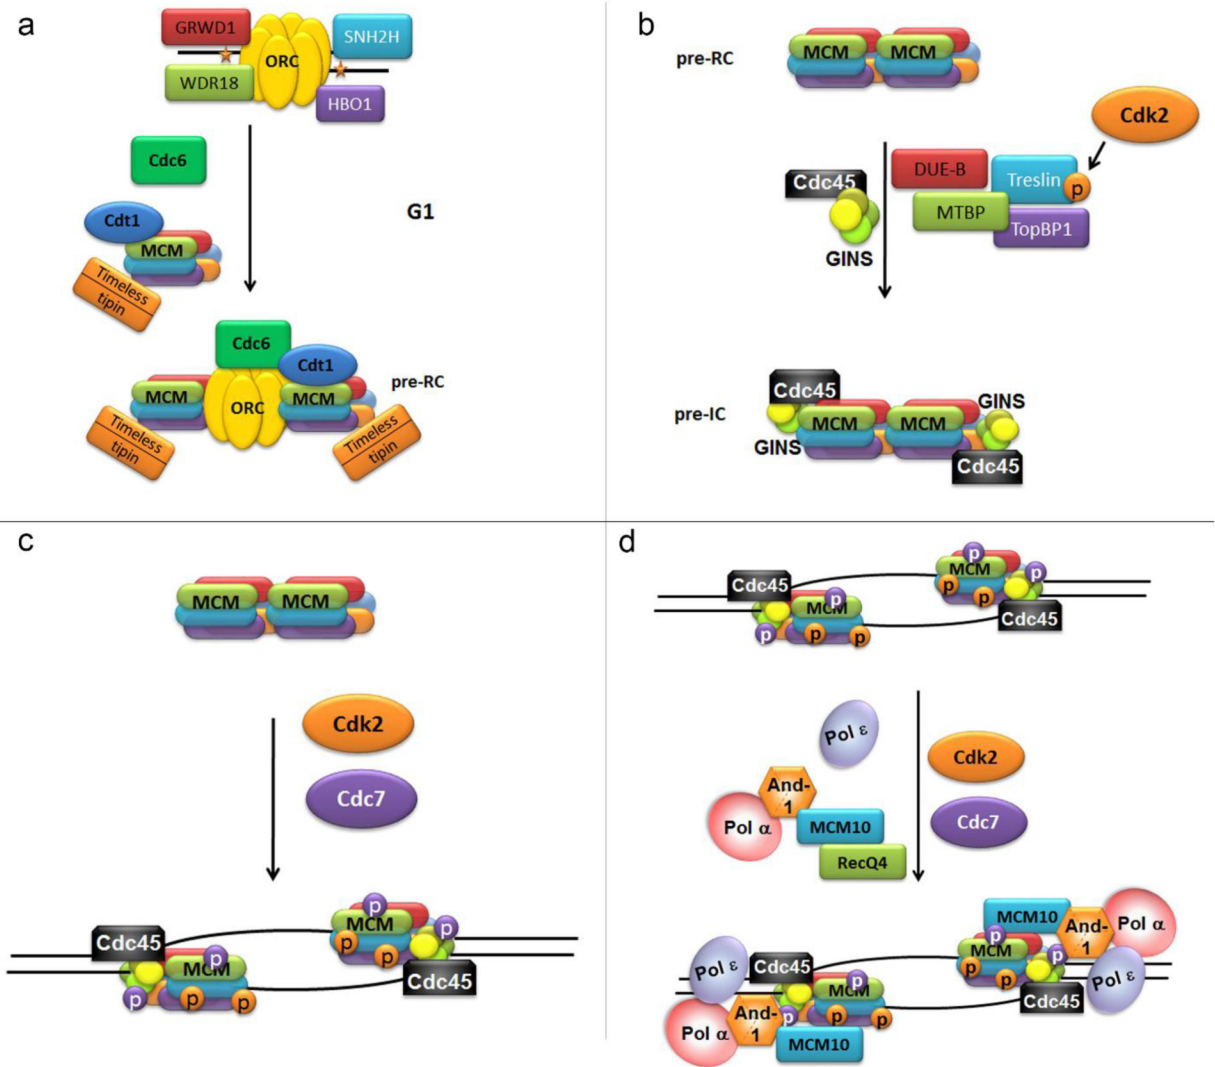 a
GRWD1
SNH2H
ORC
WDR18
HBO1
Cdc6
Cdt1
MCM
Timeless
tipin
G1
Cdc6
Cdt1
MCM
ORC
MCM
pre-RC
Timeless
tipin
Timeless
tipin
b
pre-RC
MCM
MCM
Cdk2
DUE-B
Treslin
p
Cdc45
MTBP
TopBP1
GINS
Cdc45
GINS
pre-IC
MCM
MCM
GINS
Cdc45
c
MCM
MCM
Cdk2
Cdc7
p
MCM
p
Cdc45
p
p
p
MCM
Cdc45
p
p
p
d
p
MCM
p
Cdc45
p
p
p
MCM
Cdc45
p
p
p
Pol ε
Cdk2
And-
1
Pol α
MCM10
Cdc7
RecQ4
MCM10
And-
1
Pol α
p
MCM
Pol ε
Cdc45
p
p
p
Pol ε
p
MCM
Cdc45
And-
1
p
p
p
Pol α
MCM10